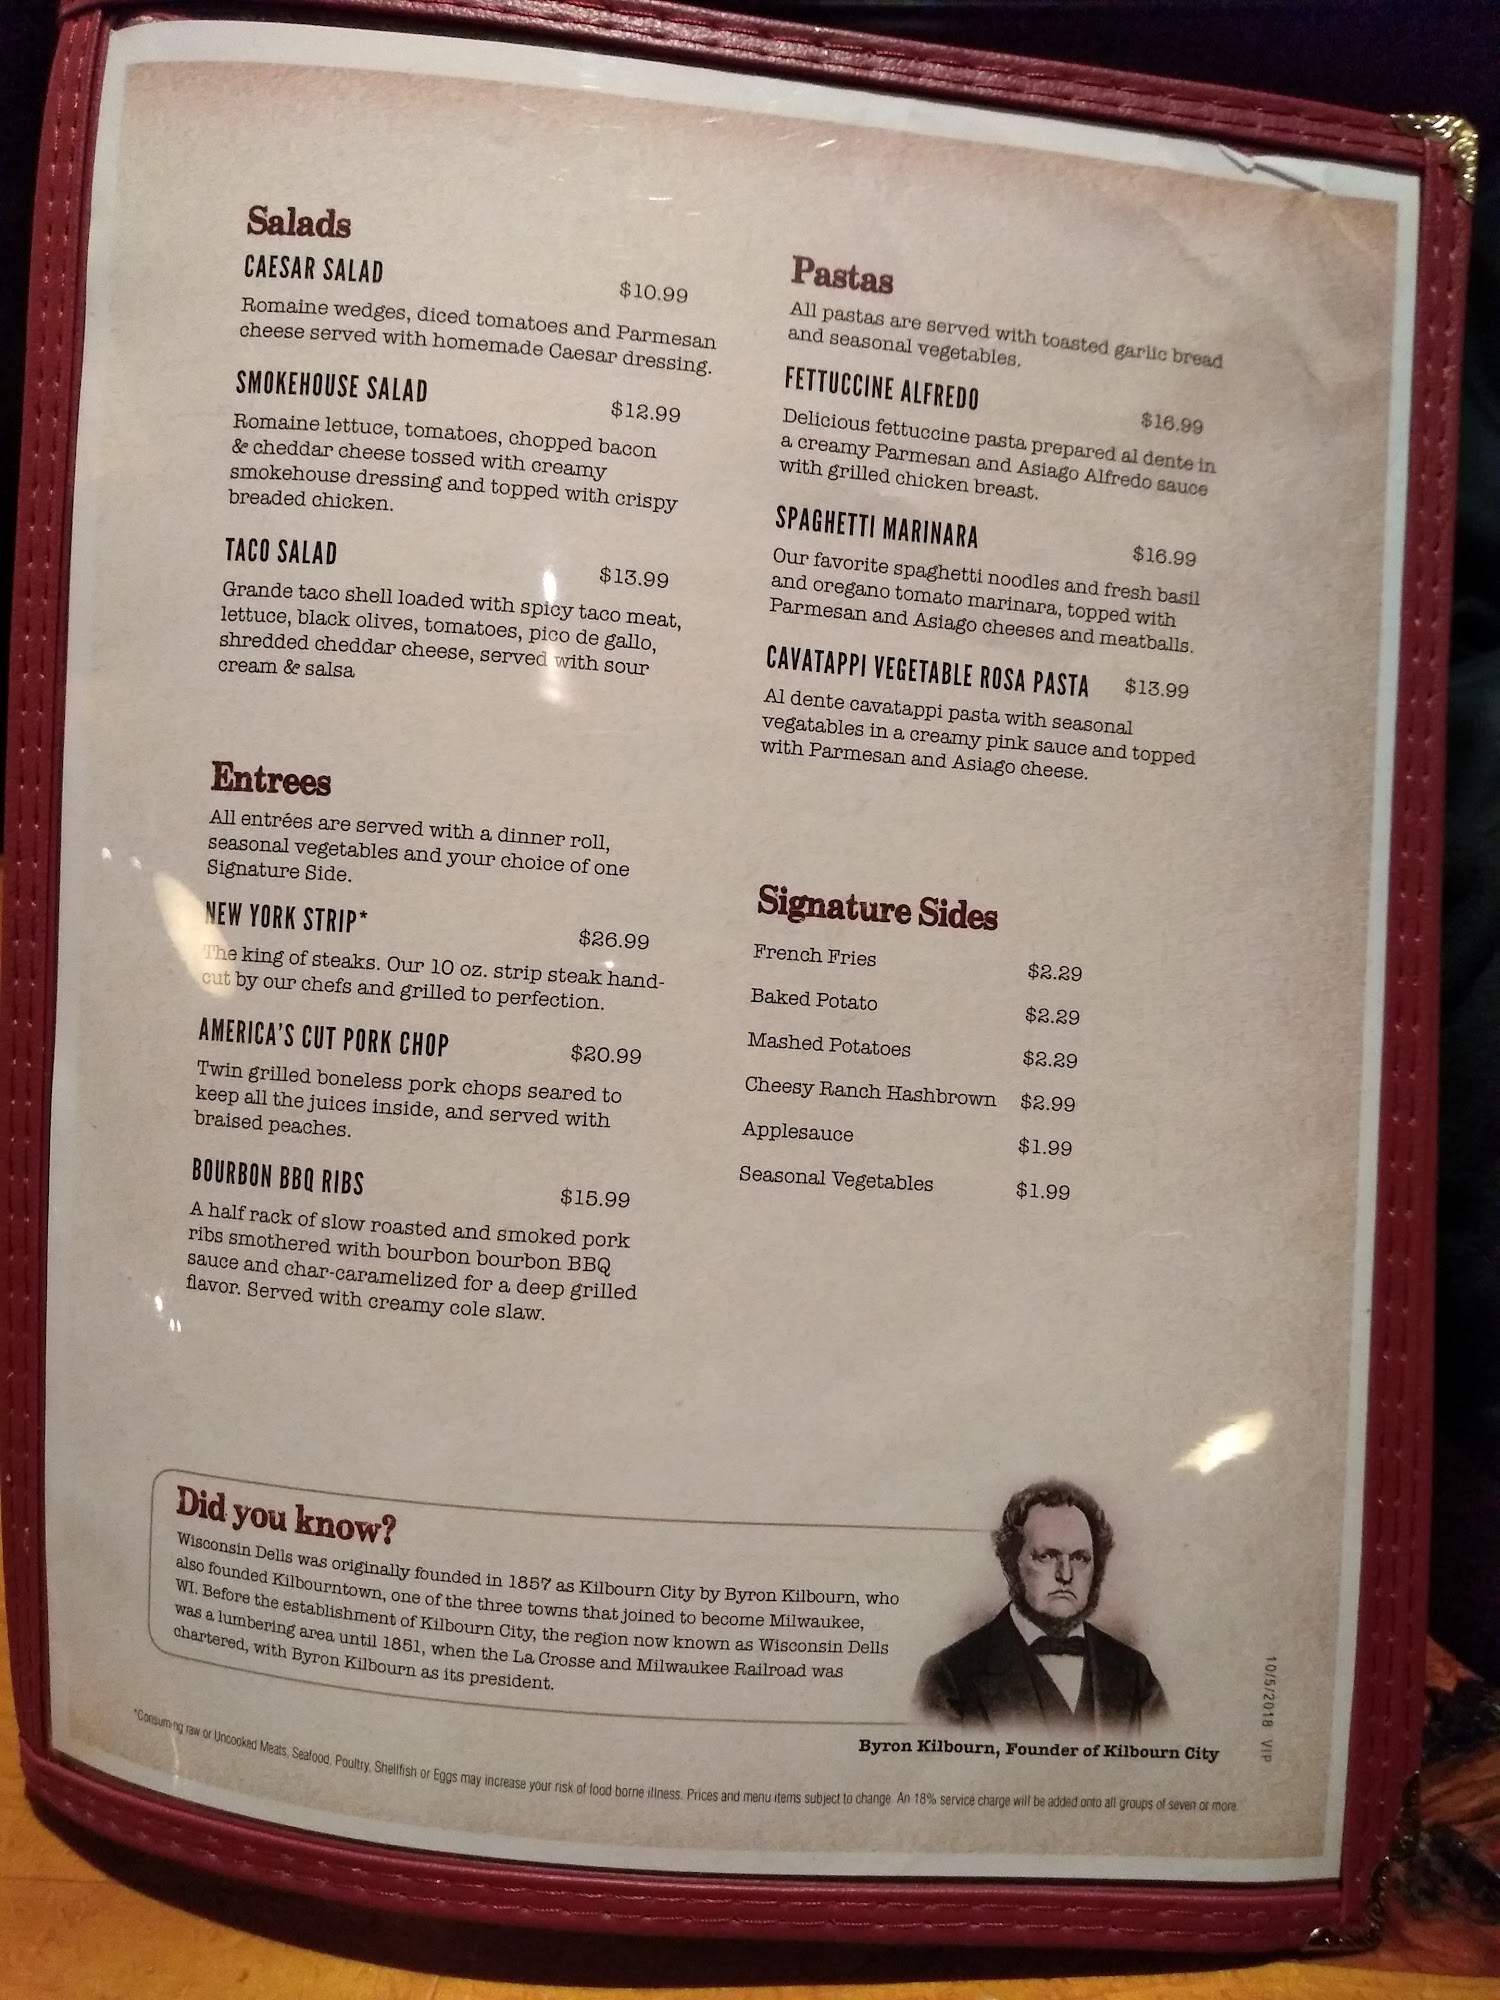 Salads
CAESAR SALAD
$10.99
Romaine wedges, diced tomatoes and Parmesan
cheese served with homemade Caesar dressing.
SMOKEHOUSE SALAD
$12.99
Romaine lettuce, tomatoes, chopped bacon
& cheddar cheese tossed with creamy
smokehouse dressing and topped with crispy
breaded chicken.
TACO SALAD
$13.99
Grande taco shell loaded with spicy taco meat,
lettuce, black olives, tomatoes, pico de gallo,
shredded cheddar cheese, served with sour
cream & salsa
Entrees
All entrées are served with a dinner roll,
seasonal vegetables and your choice of one
Signature Side.
NEW YORK STRIP*
$26.99
The king of steaks. Our 10 oz. strip steak hand-
cut by our chefs and grilled to perfection.
AMERICA'S CUT PORK CHOP
$20.99
Twin grilled boneless pork chops seared to
keep all the juices inside, and served with
braised peaches.
BOURBON BBQ RIBS
$15.99
A half rack of slow roasted and smoked pork
ribs smothered with bourbon bourbon BBQ
sauce and char-caramelized for a deep grilled
flavor. Served with creamy cole slaw.
Pastas
All pastas are served with toasted garlic bread
and seasonal vegetables.
FETTUCCINE ALFREDO
$16.99
Delicious fettuccine pasta prepared al dente in
a creamy Parmesan and Asiago Alfredo sauce
with grilled chicken breast.
SPAGHETTI MARINARA
$16.99
Our favorite spaghetti noodles and fresh basil
and oregano tomato marinara, topped with
Parmesan and Asiago cheeses and meatballs.
CAVATAPPI VEGETABLE ROSA PASTA $13.99
Al dente cavatappi pasta with seasonal
vegatables in a creamy pink sauce and topped
with Parmesan and Asiago cheese.
Signature Sides
French Fries $2.29
Baked Potato $2.29
Mashed Potatoes $2.29
Cheesy Ranch Hashbrown $2.99
Applesauce $1.99
Seasonal Vegetables $1.99
Did you know?
Wisconsin Dells was originally founded in 1857 as Kilbourn City by Byron Kilbourn, who
also founded Kilbourntown, one of the three towns that joined to become Milwaukee,
WI. Before the establishment of Kilbourn City, the region now known as Wisconsin Dells
was a lumbering area until 1851, when the La Crosse and Milwaukee Railroad was
chartered, with Byron Kilbourn as its president.
Byron Kilbourn, Founder of Kilbourn City
10/5/2018 VIP
*Consuming raw or Uncooked Meats, Seafood, Poultry, Shellfish or Eggs may increase your risk of food borne illness. Prices and menu items subject to change. An 18% service charge will be added onto all groups of seven or more.